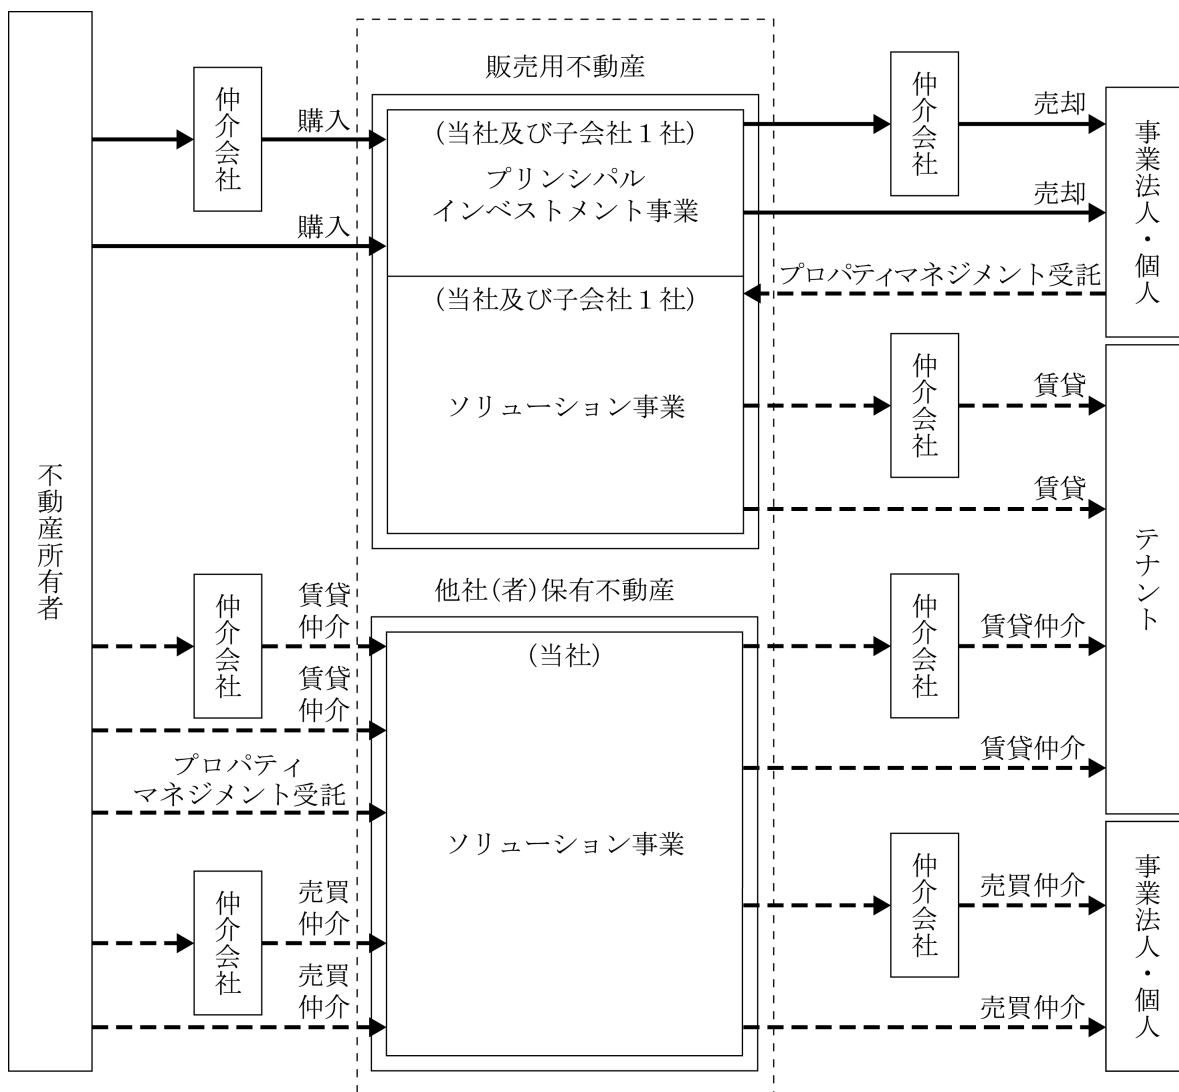 不動産所有者
仲介会社
購入
購入
販売用不動産
(当社及び子会社1社)
プリンシパル
インベストメント事業
(当社及び子会社1社)
ソリューション事業
仲介会社
売却
売却
プロパティマネジメント受託
事業法人・個人
仲介会社
賃貸
賃貸
テナント
他社(者)保有不動産
(当社)
ソリューション事業
仲介会社
賃貸
仲介
賃貸
仲介
プロパティ
マネジメント受託
仲介会社
売買
仲介
売買
仲介
仲介会社
賃貸仲介
賃貸仲介
仲介会社
売買仲介
売買仲介
事業法人・個人